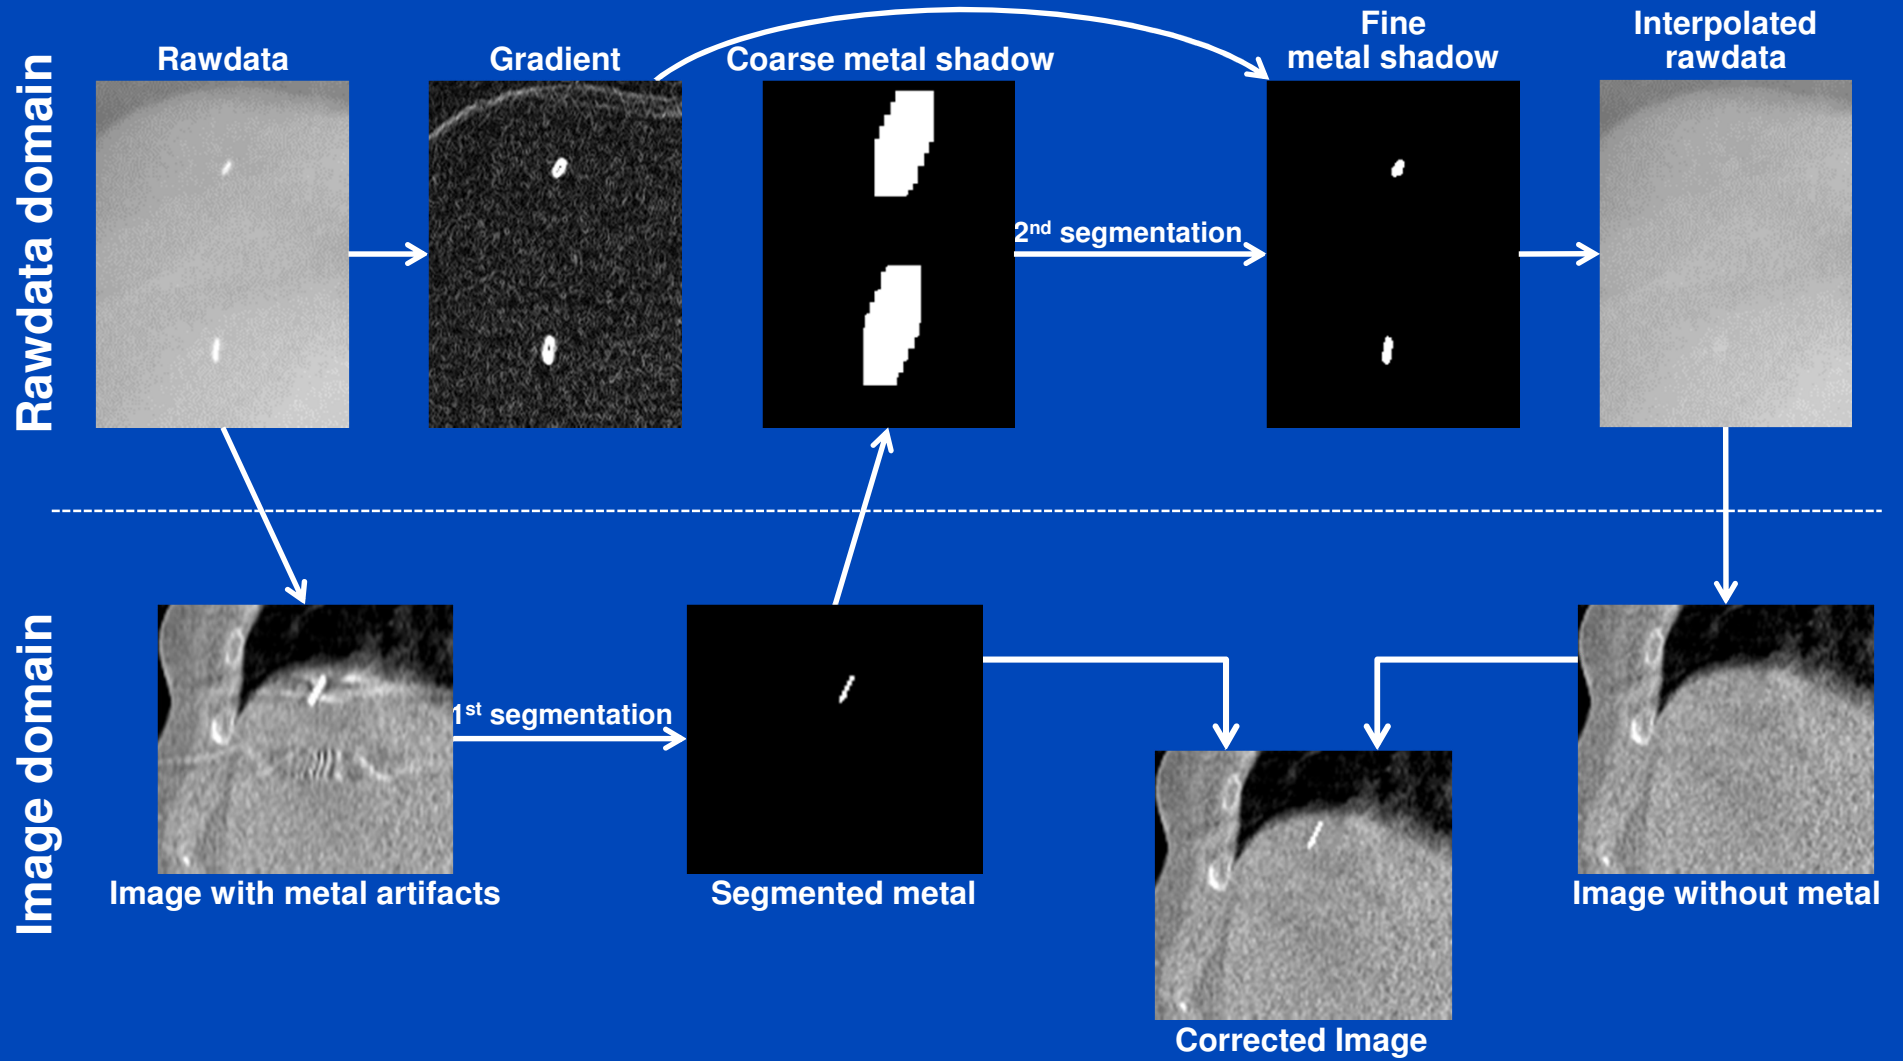 Rawdata domain
Rawdata
Gradient
Coarse metal shadow
Fine
metal shadow
Interpolated
rawdata
2nd segmentation
Image domain
1st segmentation
Image with metal artifacts
Segmented metal
Image without metal
Corrected Image